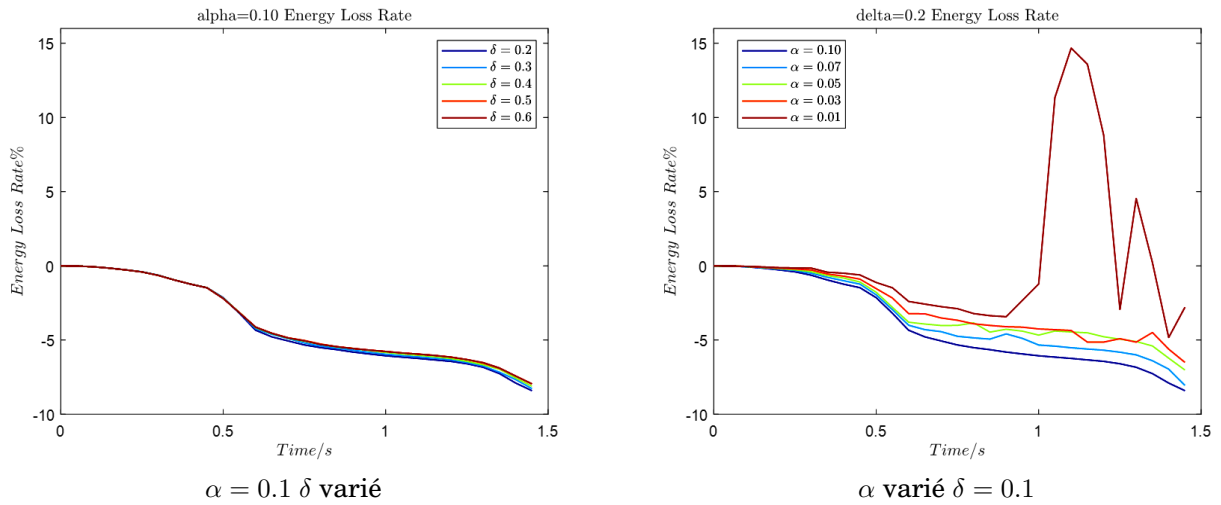 alpha=0.10 Energy Loss Rate
15
10
5
0
-5
-10
0
0.5
1
1.5
Energy Loss Rate%
Time/s
δ = 0.2
δ = 0.3
δ = 0.4
δ = 0.5
δ = 0.6
α = 0.1 δ varié
delta=0.2 Energy Loss Rate
15
10
5
0
-5
-10
0
0.5
1
1.5
Energy Loss Rate%
Time/s
α = 0.10
α = 0.07
α = 0.05
α = 0.03
α = 0.01
α varié δ = 0.1